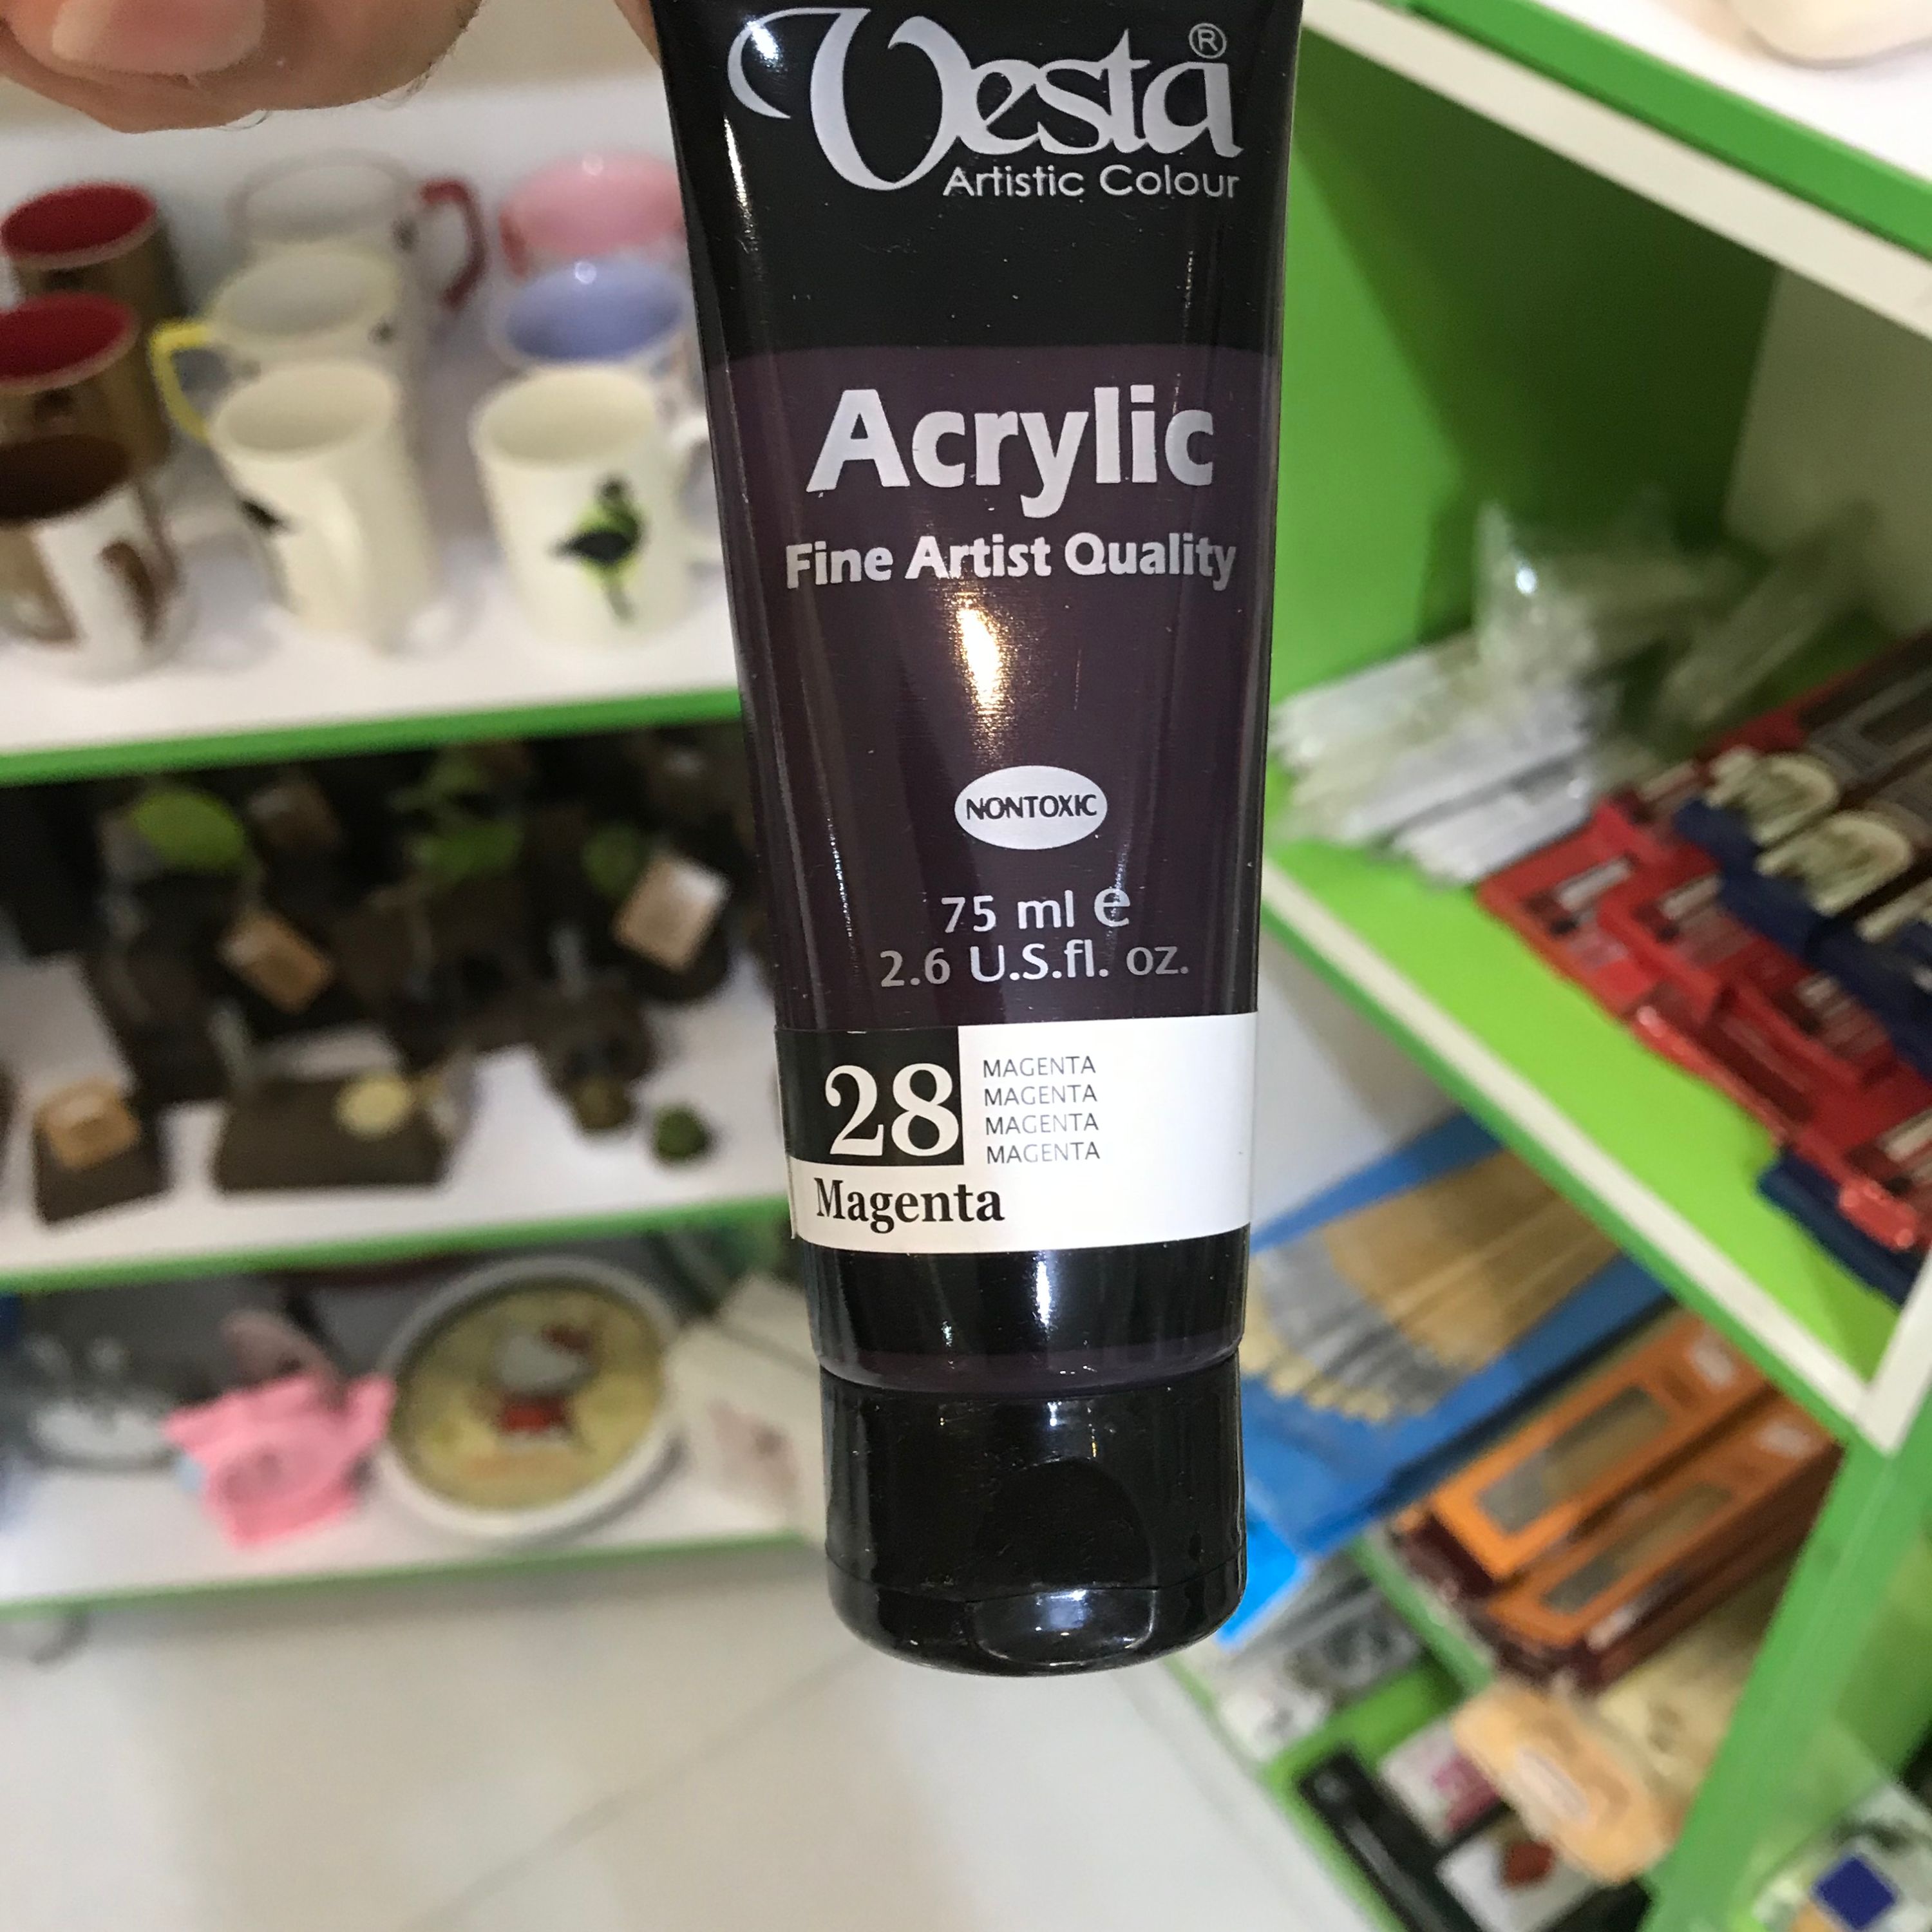 Vesta®
Artistic Colour
Acrylic
Fine Artist Quality
NONTOXIC
75 ml e
2.6 U.S.fl. oz.
28
MAGENTA
MAGENTA
MAGENTA
MAGENTA
Magenta